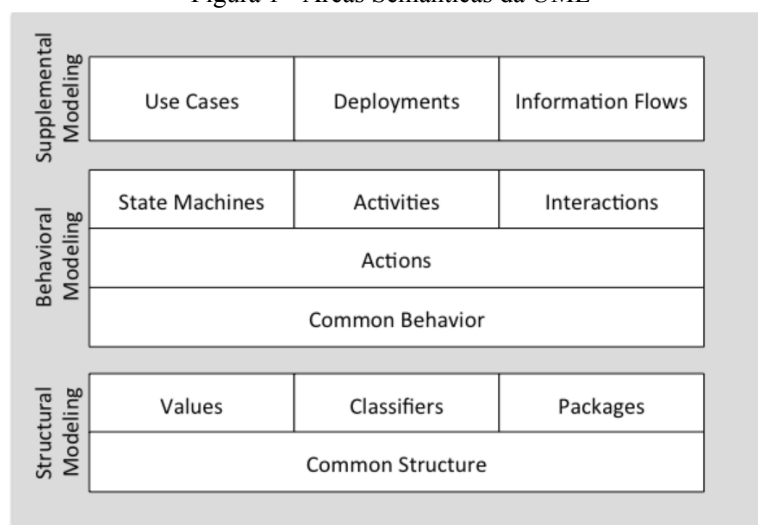 Figura 1 - Áreas Semânticas da UML
Supplemental
Modeling
Use Cases
Deployments
Information Flows
Behavioral
Modeling
State Machines
Activities
Interactions
Actions
Common Behavior
Structural
Modeling
Values
Classifiers
Packages
Common Structure